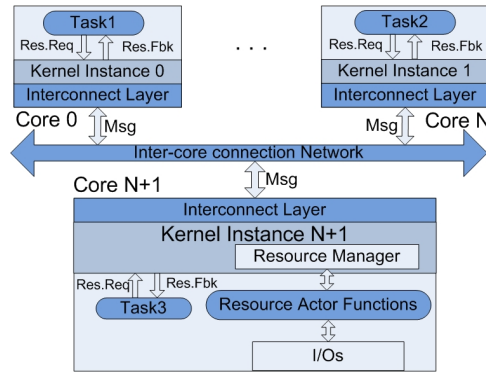 Task1
Res.Req
Res.Fbk
Kernel Instance 0
Interconnect Layer
Core 0
Msg
. . .
Task2
Res.Req
Res.Fbk
Kernel Instance 1
Interconnect Layer
Msg
Core N
Inter-core connection Network
Msg
Core N+1
Interconnect Layer
Kernel Instance N+1
Resource Manager
Res.Req
Res.Fbk
Task3
Resource Actor Functions
I/Os